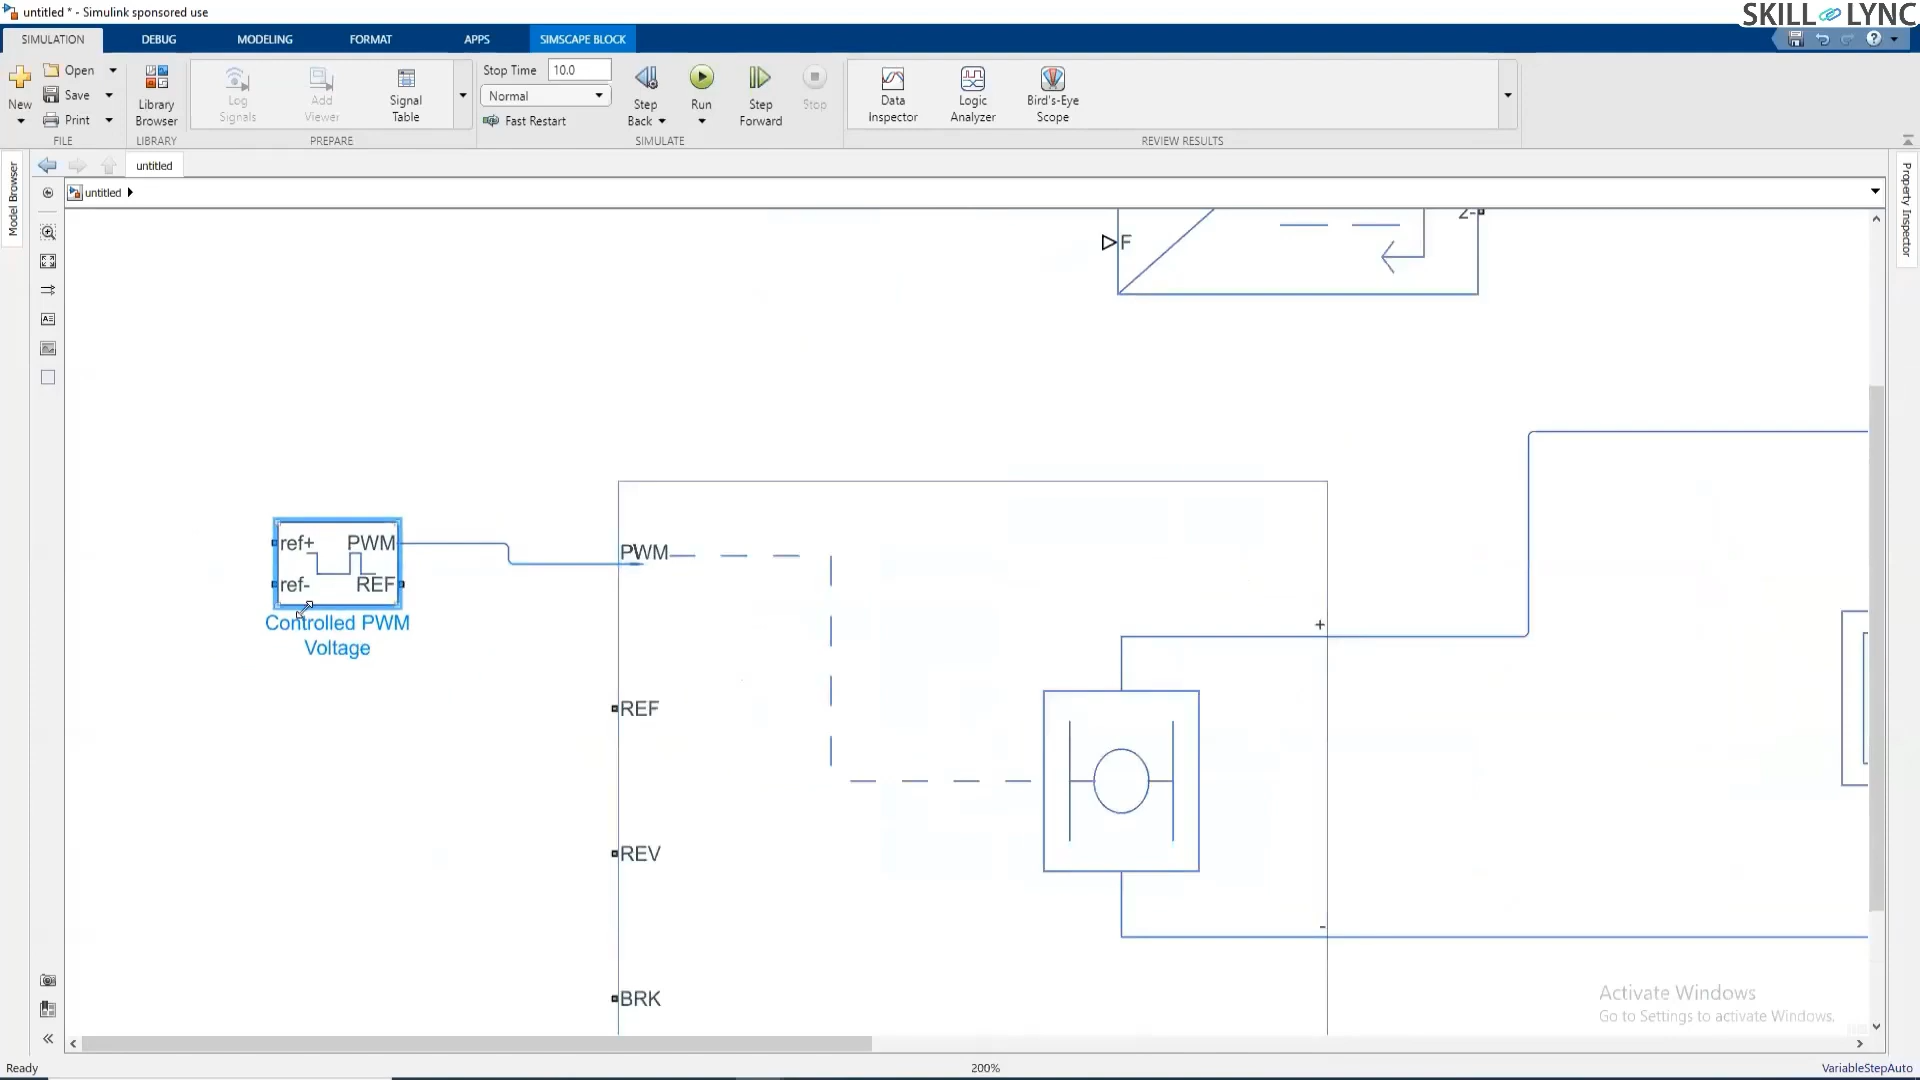 untitled * - Simulink sponsored use
SKILL LYNC
SIMULATION
DEBUG
MODELING
FORMAT
APPS
SIMSCAPE BLOCK
New
Open
Save
Print
FILE
Library
Browser
LIBRARY
Log
Signals
Add
Viewer
Signal
Table
PREPARE
Stop Time 10.0
Normal
Fast Restart
Step
Back
Run
Step
Forward
Stop
SIMULATE
Data
Inspector
Logic
Analyzer
Bird's-Eye
Scope
REVIEW RESULTS
Model Browser
untitled
Property Inspector
untitled
2-
F
ref+ PWM
ref- REF
Controlled PWM
Voltage
PWM
+
REF
REV
-
BRK
Activate Windows
Go to Settings to activate Windows.
Ready
200%
VariableStepAuto